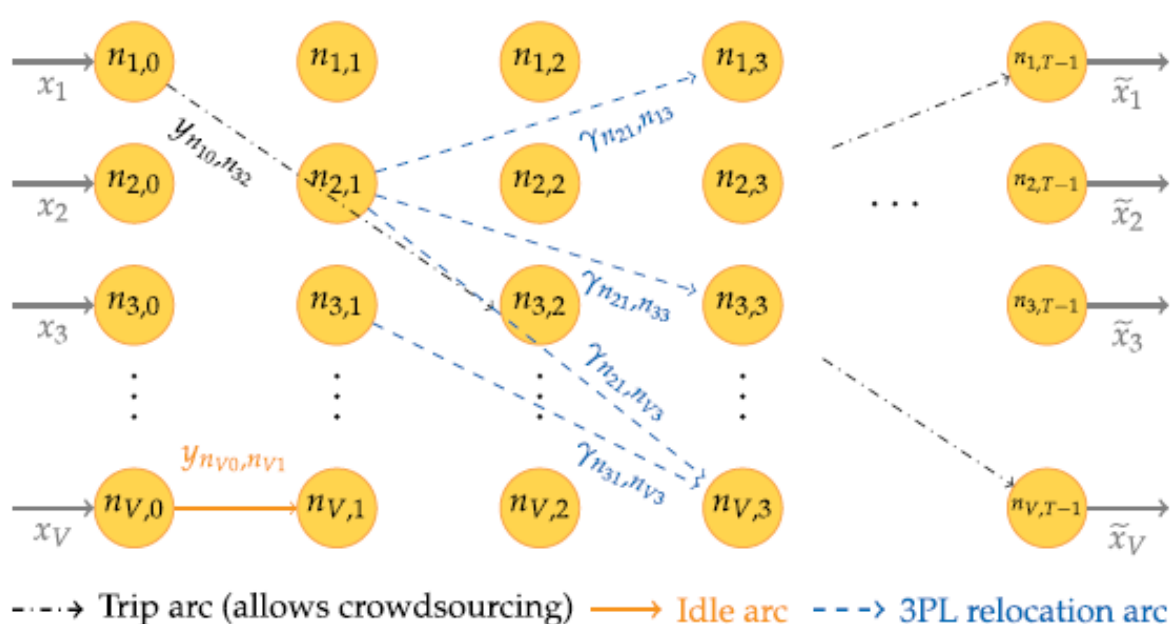 n1,0 n1,1 n1,2 n1,3 n1,T−1
x1 x̃1
yn10,n32 γn21,n13
n2,0 n2,1 n2,2 n2,3 n2,T−1
x2 ... x̃2
γn21,n33
n3,0 n3,1 n3,2 n3,3 n3,T−1
x3 x̃3
γn21,nV3
ynV0,nV1 γn31,nV3
nV,0 nV,1 nV,2 nV,3 nV,T−1
xV x̃V
Trip arc (allows crowdsourcing) Idle arc 3PL relocation arc